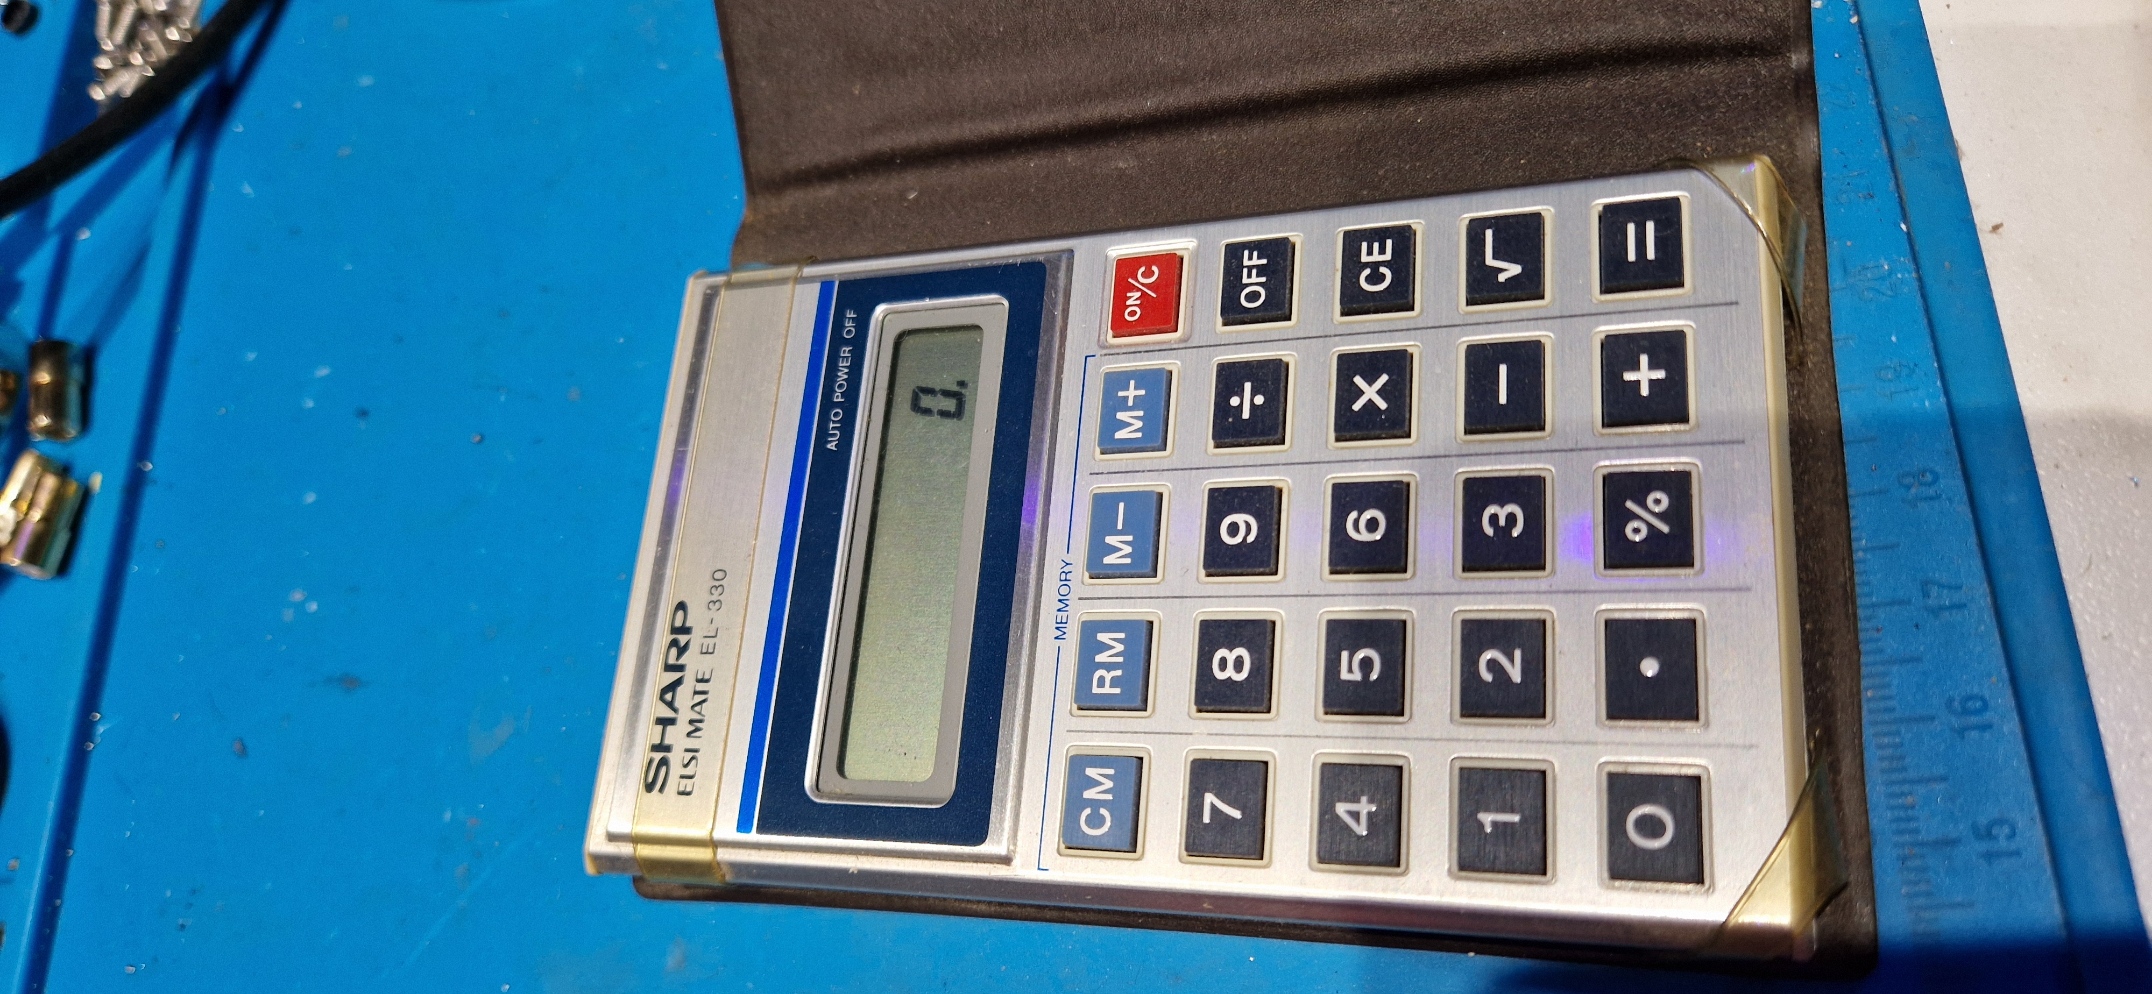 SHARP
ELSI MATE EL-330
AUTO POWER OFF
0.
MEMORY
CM RM M- M+ ON/C
7 8 9 ÷ OFF
4 5 6 × CE
1 2 3 - √
0 . % + =
15 16 17 18 19 20